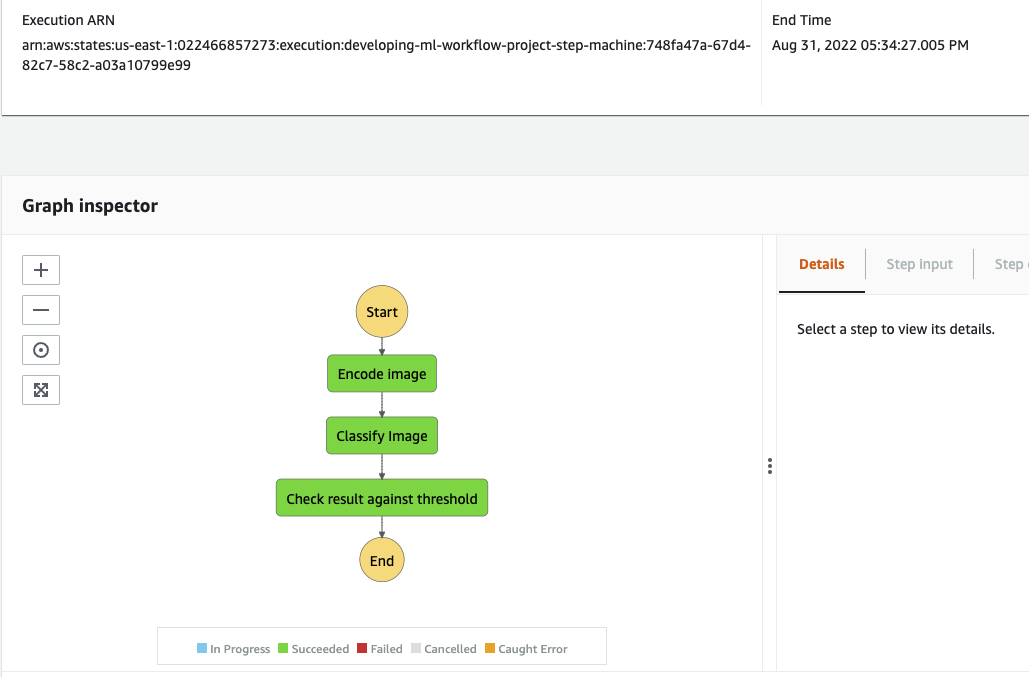 Execution ARN
arn:aws:states:us-east-1:022466857273:execution:developing-ml-workflow-project-step-machine:748fa47a-67d4-
82c7-58c2-a03a10799e99
End Time
Aug 31, 2022 05:34:27.005 PM
Graph inspector
Start
Encode image
Classify Image
Check result against threshold
End
In Progress Succeeded Failed Cancelled Caught Error
Details Step input Step
Select a step to view its details.